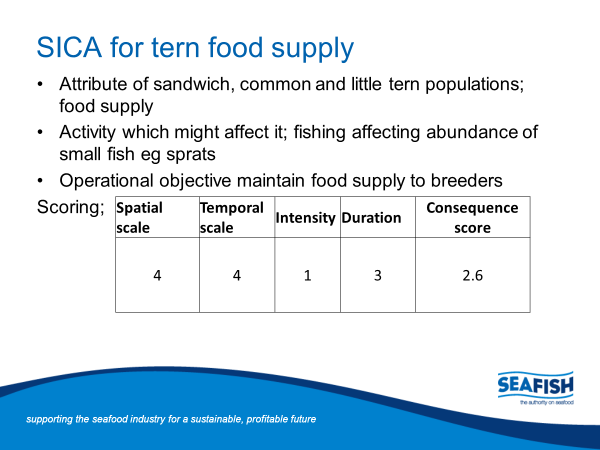 SICA for tern food supply
• Attribute of sandwich, common and little tern populations;
food supply
• Activity which might affect it; fishing affecting abundance of
small fish eg sprats
• Operational objective maintain food supply to breeders
Scoring;
Spatial scale Temporal scale Intensity Duration Consequence score
4 4 1 3 2.6
SEAFISH
the authority on seafood
supporting the seafood industry for a sustainable, profitable future